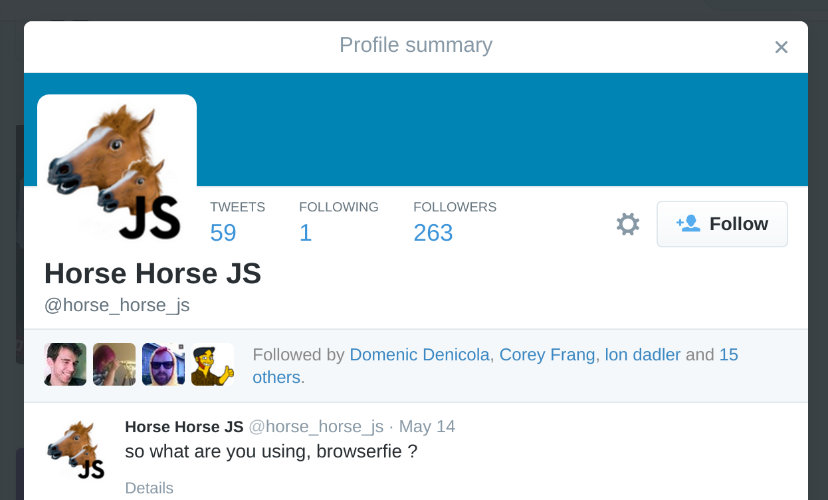 Profile summary
×
JS
TWEETS FOLLOWING FOLLOWERS
59 1 263
Follow
Horse Horse JS
@horse_horse_js
Followed by Domenic Denicola, Corey Frang, lon dadler and 15
others.
Horse Horse JS @horse_horse_js · May 14
so what are you using, browserfie ?
JS
Details